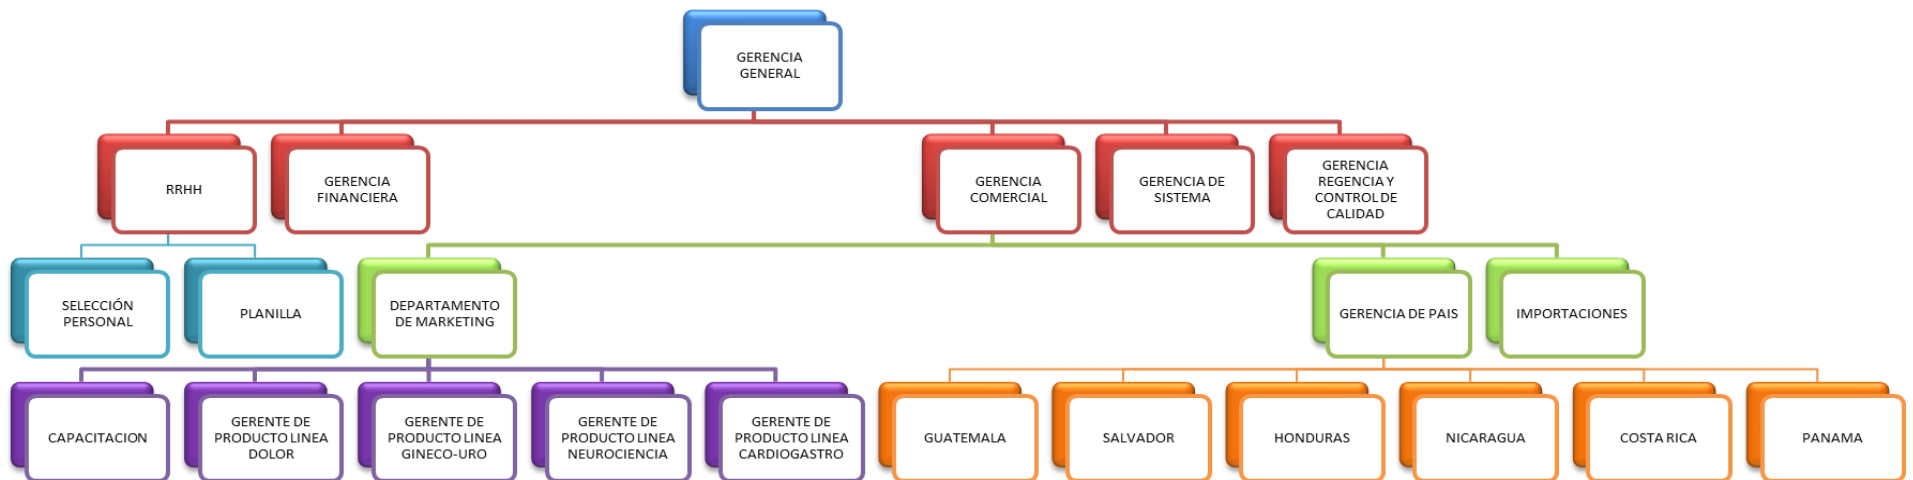 GERENCIA
GENERAL
RRHH
GERENCIA
FINANCIERA
GERENCIA
COMERCIAL
GERENCIA DE
SISTEMA
GERENCIA
REGENCIA Y
CONTROL DE
CALIDAD
SELECCIÓN
PERSONAL
PLANILLA
DEPARTAMENTO
DE MARKETING
GERENCIA DE PAIS
IMPORTACIONES
CAPACITACION
GERENTE DE
PRODUCTO LINEA
DOLOR
GERENTE DE
PRODUCTO LINEA
GINECO-URO
GERENTE DE
PRODUCTO LINEA
NEUROCIENCIA
GERENTE DE
PRODUCTO LINEA
CARDIOGASTRO
GUATEMALA
SALVADOR
HONDURAS
NICARAGUA
COSTA RICA
PANAMA